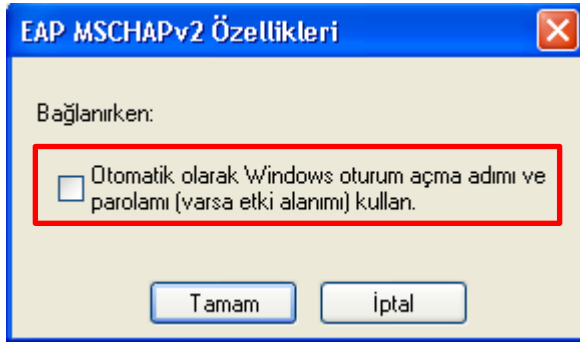 EAP MSCHAPv2 Özellikleri
Bağlanırken:
Otomatik olarak Windows oturum açma adımı ve
parolamı (varsa etki alanımı) kullan.
Tamam
İptal